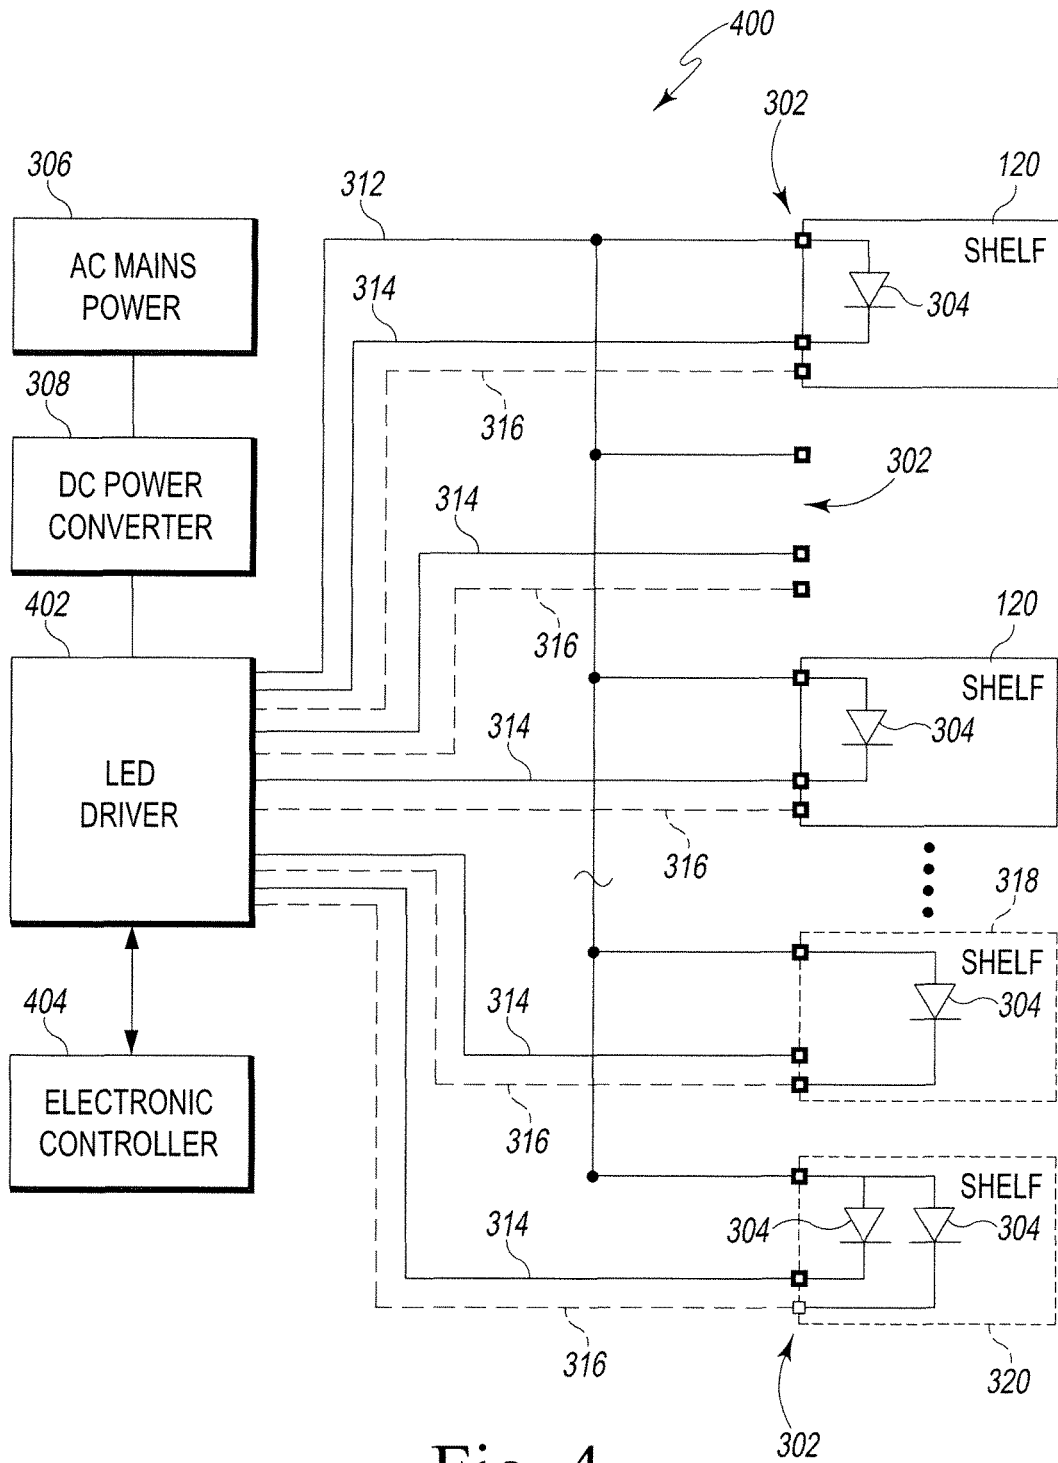 400
302
306
312
120
AC MAINS
POWER
SHELF
314
304
308
316
DC POWER
CONVERTER
302
314
402
316
120
SHELF
LED
DRIVER
314
304
316
318
SHELF
404
314
304
ELECTRONIC
CONTROLLER
316
SHELF
314
304
304
316
320
302
Fig. 4